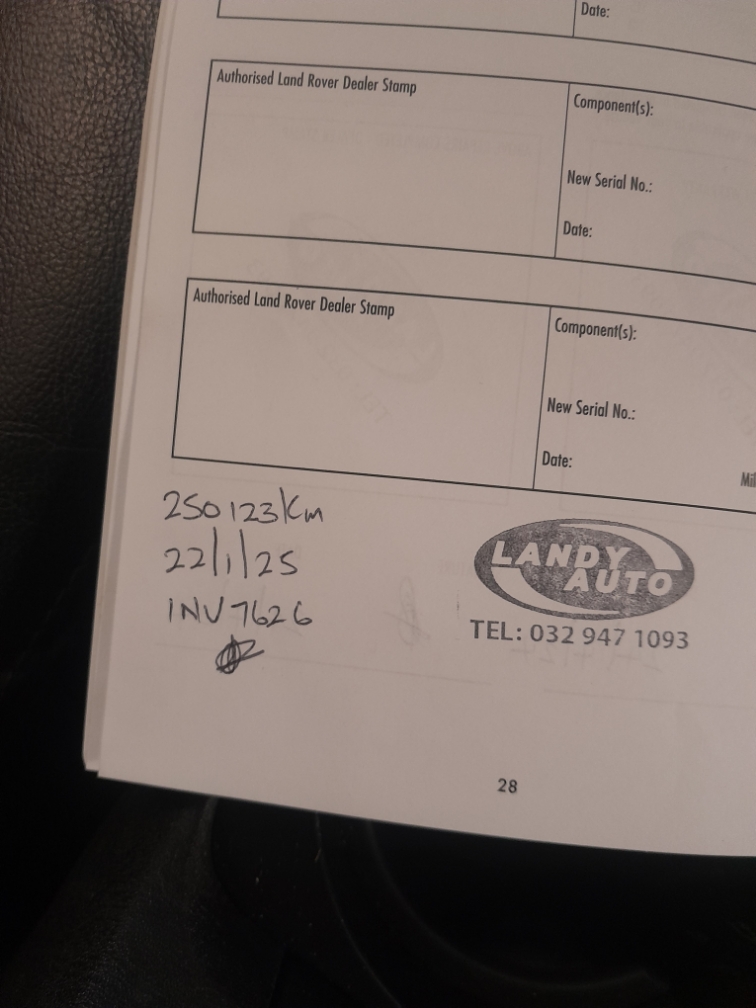 Date:
Authorised Land Rover Dealer Stamp
Component(s):
New Serial No.:
Date:
Authorised Land Rover Dealer Stamp
Component(s):
New Serial No.:
Date:
Mil
250123km
22/1/25
INV7626
LANDY
AUTO
TEL: 032 947 1093
28